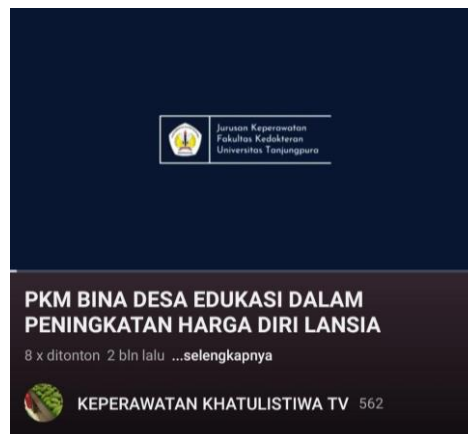 Jurusan Keperawatan
Fakultas Kedokteran
Universitas Tanjungpura
PKM BINA DESA EDUKASI DALAM
PENINGKATAN HARGA DIRI LANSIA
8 x ditonton 2 bln lalu ...selengkapnya
KEPERAWATAN KHATULISTIWA TV 562